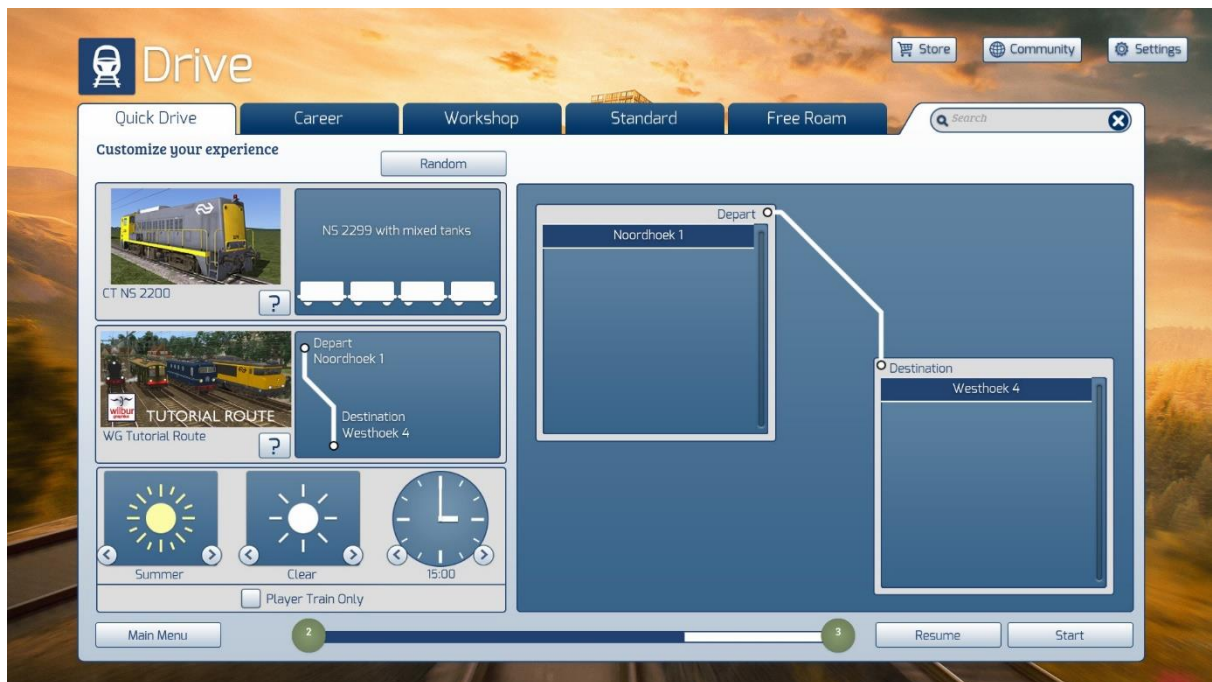 Drive
Store
Community
Settings
Quick Drive
Career
Workshop
Standard
Free Roam
Search
Customize your experience
Random
NS 2299 with mixed tanks
CT NS 2200
?
Depart
Noordhoek 1
Destination
Westhoek 4
wilbur
graphics
TUTORIAL ROUTE
WG Tutorial Route
?
Summer
Clear
15:00
Player Train Only
Depart
Noordhoek 1
Destination
Westhoek 4
Main Menu
2
3
Resume
Start